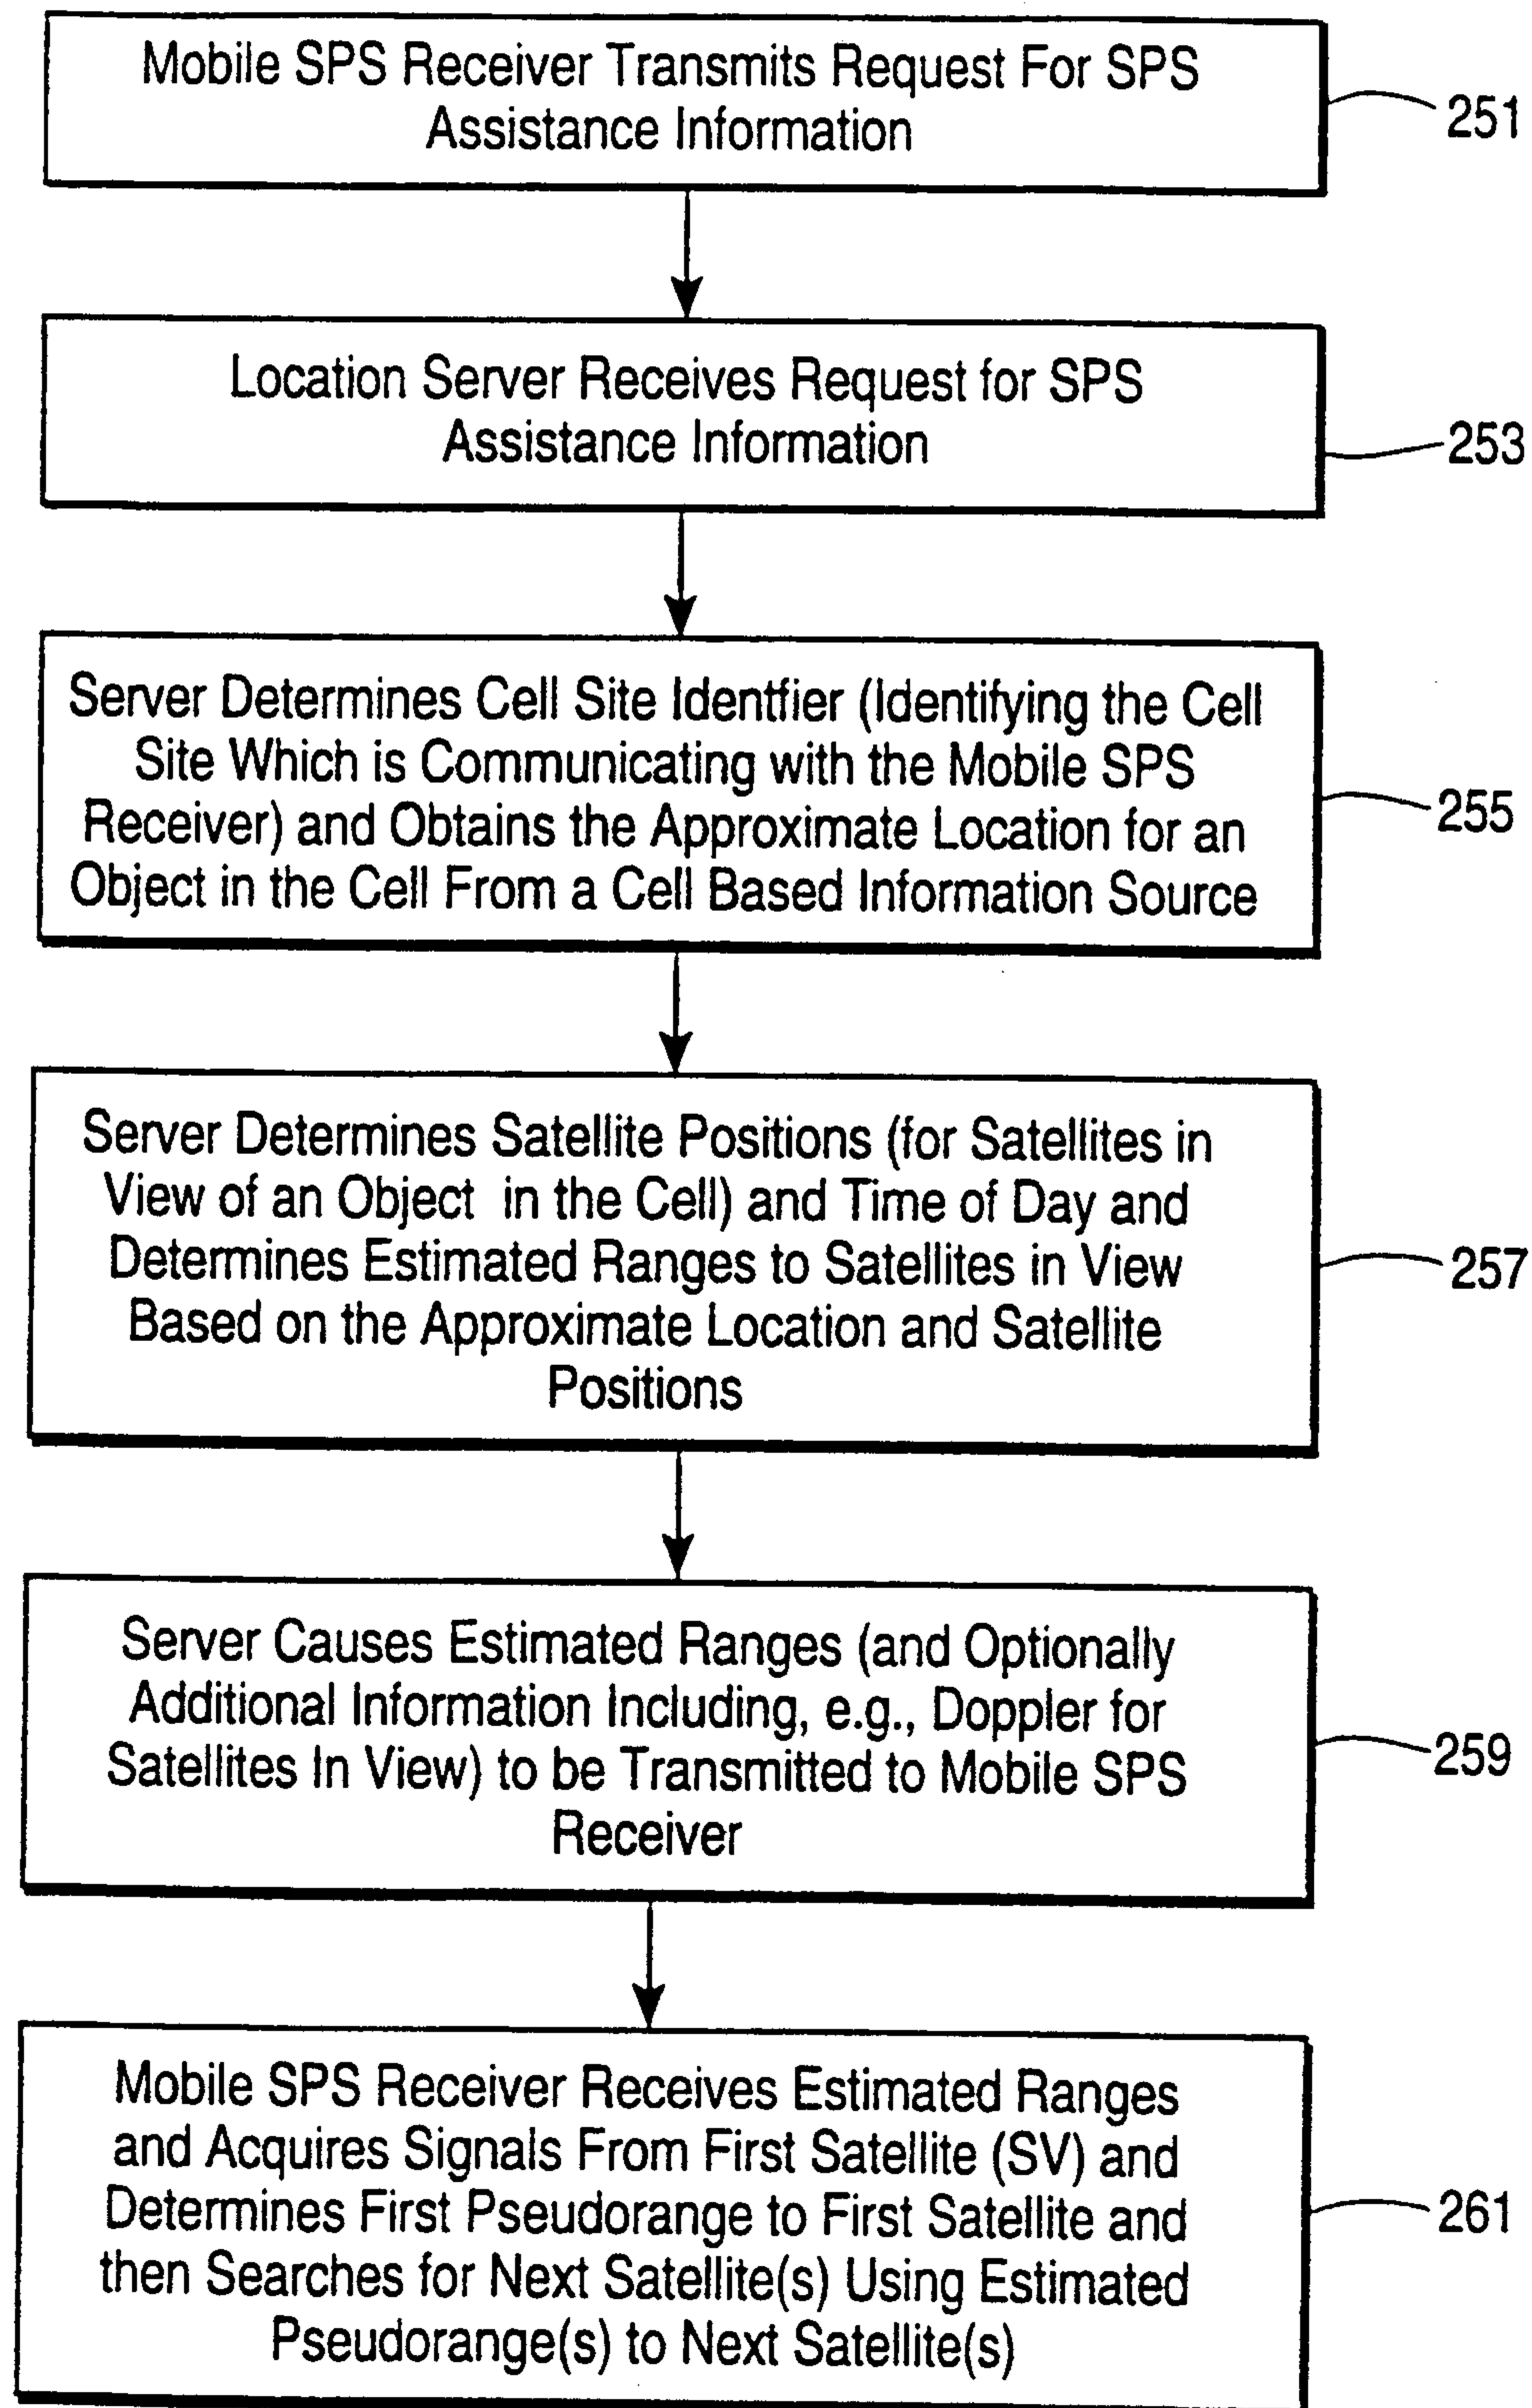 Mobile SPS Receiver Transmits Request For SPS
Assistance Information
251
Location Server Receives Request for SPS
Assistance Information
253
Server Determines Cell Site Identfier (Identifying the Cell
Site Which is Communicating with the Mobile SPS
Receiver) and Obtains the Approximate Location for an
Object in the Cell From a Cell Based Information Source
255
Server Determines Satellite Positions (for Satellites in
View of an Object in the Cell) and Time of Day and
Determines Estimated Ranges to Satellites in View
Based on the Approximate Location and Satellite
Positions
257
Server Causes Estimated Ranges (and Optionally
Additional Information Including, e.g., Doppler for
Satellites In View) to be Transmitted to Mobile SPS
Receiver
259
Mobile SPS Receiver Receives Estimated Ranges
and Acquires Signals From First Satellite (SV) and
Determines First Pseudorange to First Satellite and
then Searches for Next Satellite(s) Using Estimated
Pseudorange(s) to Next Satellite(s)
261